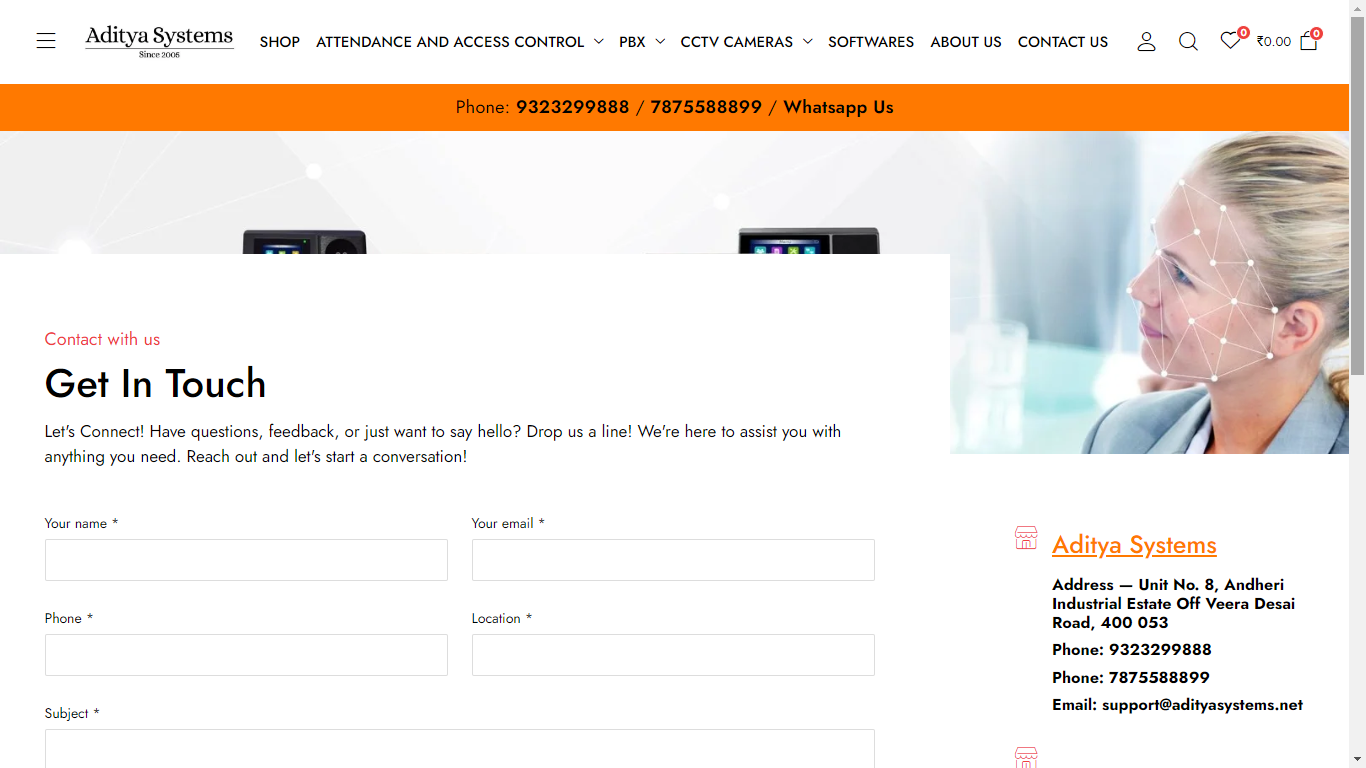 Aditya Systems
Since 2006
SHOP ATTENDANCE AND ACCESS CONTROL PBX CCTV CAMERAS SOFTWARES ABOUT US CONTACT US 0 ₹0.00 0
Phone: 9323299888 / 7875588899 / Whatsapp Us
Contact with us
Get In Touch
Let's Connect! Have questions, feedback, or just want to say hello? Drop us a line! We're here to assist you with
anything you need. Reach out and let's start a conversation!
Your name * Your email *
Phone * Location *
Subject *
Aditya Systems
Address — Unit No. 8, Andheri
Industrial Estate Off Veera Desai
Road, 400 053
Phone: 9323299888
Phone: 7875588899
Email: support@adityasystems.net